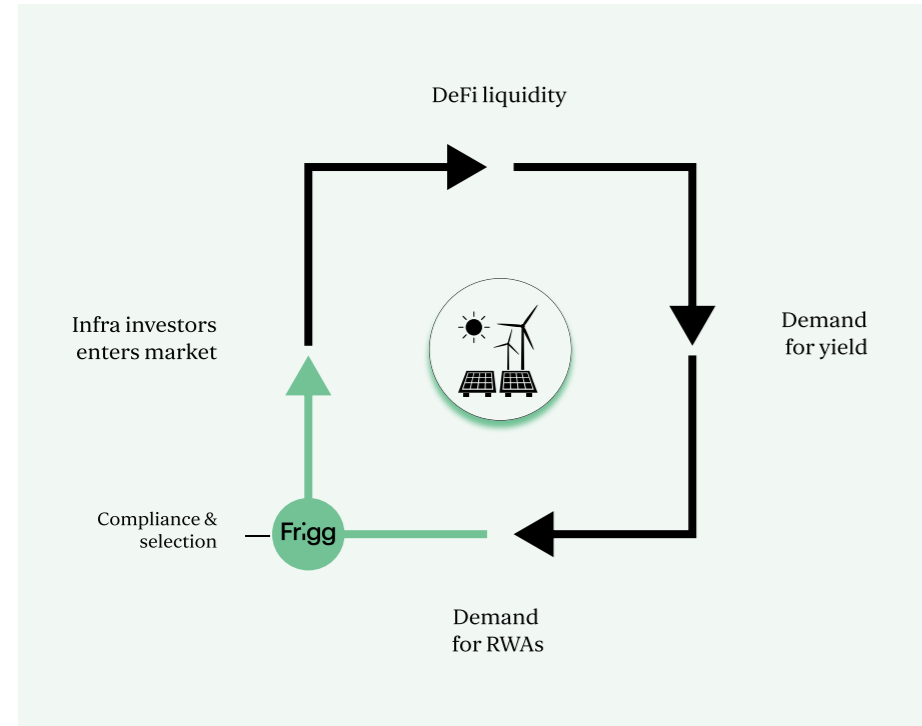 DeFi liquidity
Infra investors
enters market
Demand
for yield
Compliance &
selection
Frigg
Demand
for RWAs